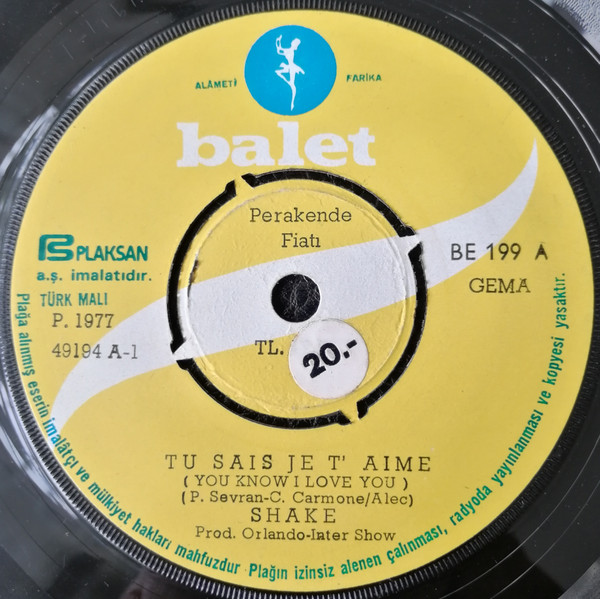 ALÂMETİ FARİKA
balet
Perakende
Fiatı
TL. 20.-
PLAKSAN
a.ş. imalatıdır.
TÜRK MALI
P. 1977
49194 A-1
BE 199 A
GEMA
TU SAIS JE T' AIME
( YOU KNOW I LOVE YOU )
( P. Sevran-C. Carmone/Alec)
SHAKE
Prod. Orlando-Inter Show
Plağa alınmış eserin imalâtçı ve mülkiyet hakları mahfuzdur Plağın izinsiz alenen çalınması, radyoda yayınlanması ve kopyesi yasaktır.